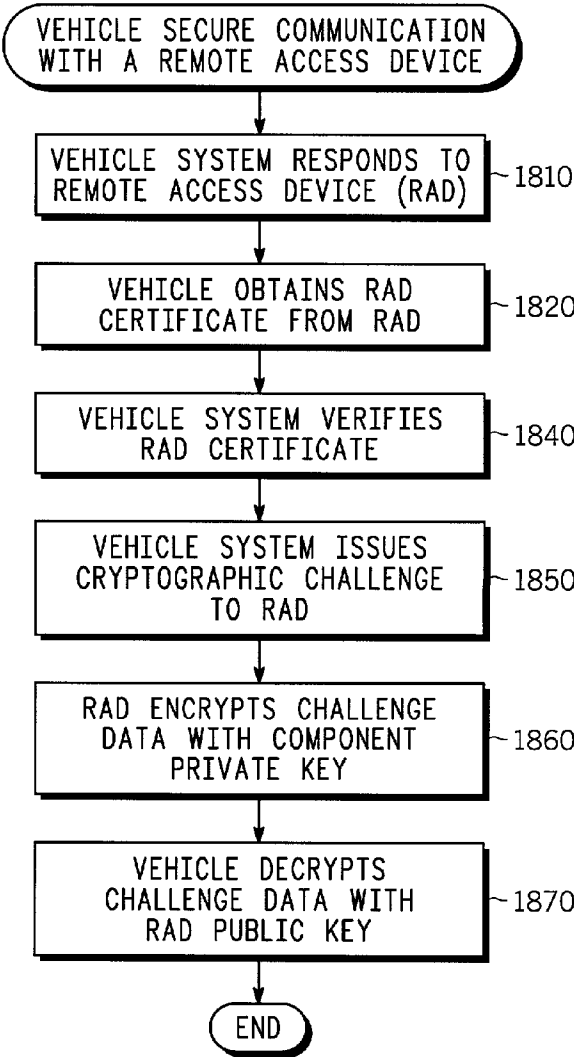 VEHICLE SECURE COMMUNICATION
WITH A REMOTE ACCESS DEVICE
VEHICLE SYSTEM RESPONDS TO
REMOTE ACCESS DEVICE (RAD)
1810
VEHICLE OBTAINS RAD
CERTIFICATE FROM RAD
1820
VEHICLE SYSTEM VERIFIES
RAD CERTIFICATE
1840
VEHICLE SYSTEM ISSUES
CRYPTOGRAPHIC CHALLENGE
TO RAD
1850
RAD ENCRYPTS CHALLENGE
DATA WITH COMPONENT
PRIVATE KEY
1860
VEHICLE DECRYPTS
CHALLENGE DATA WITH
RAD PUBLIC KEY
1870
END